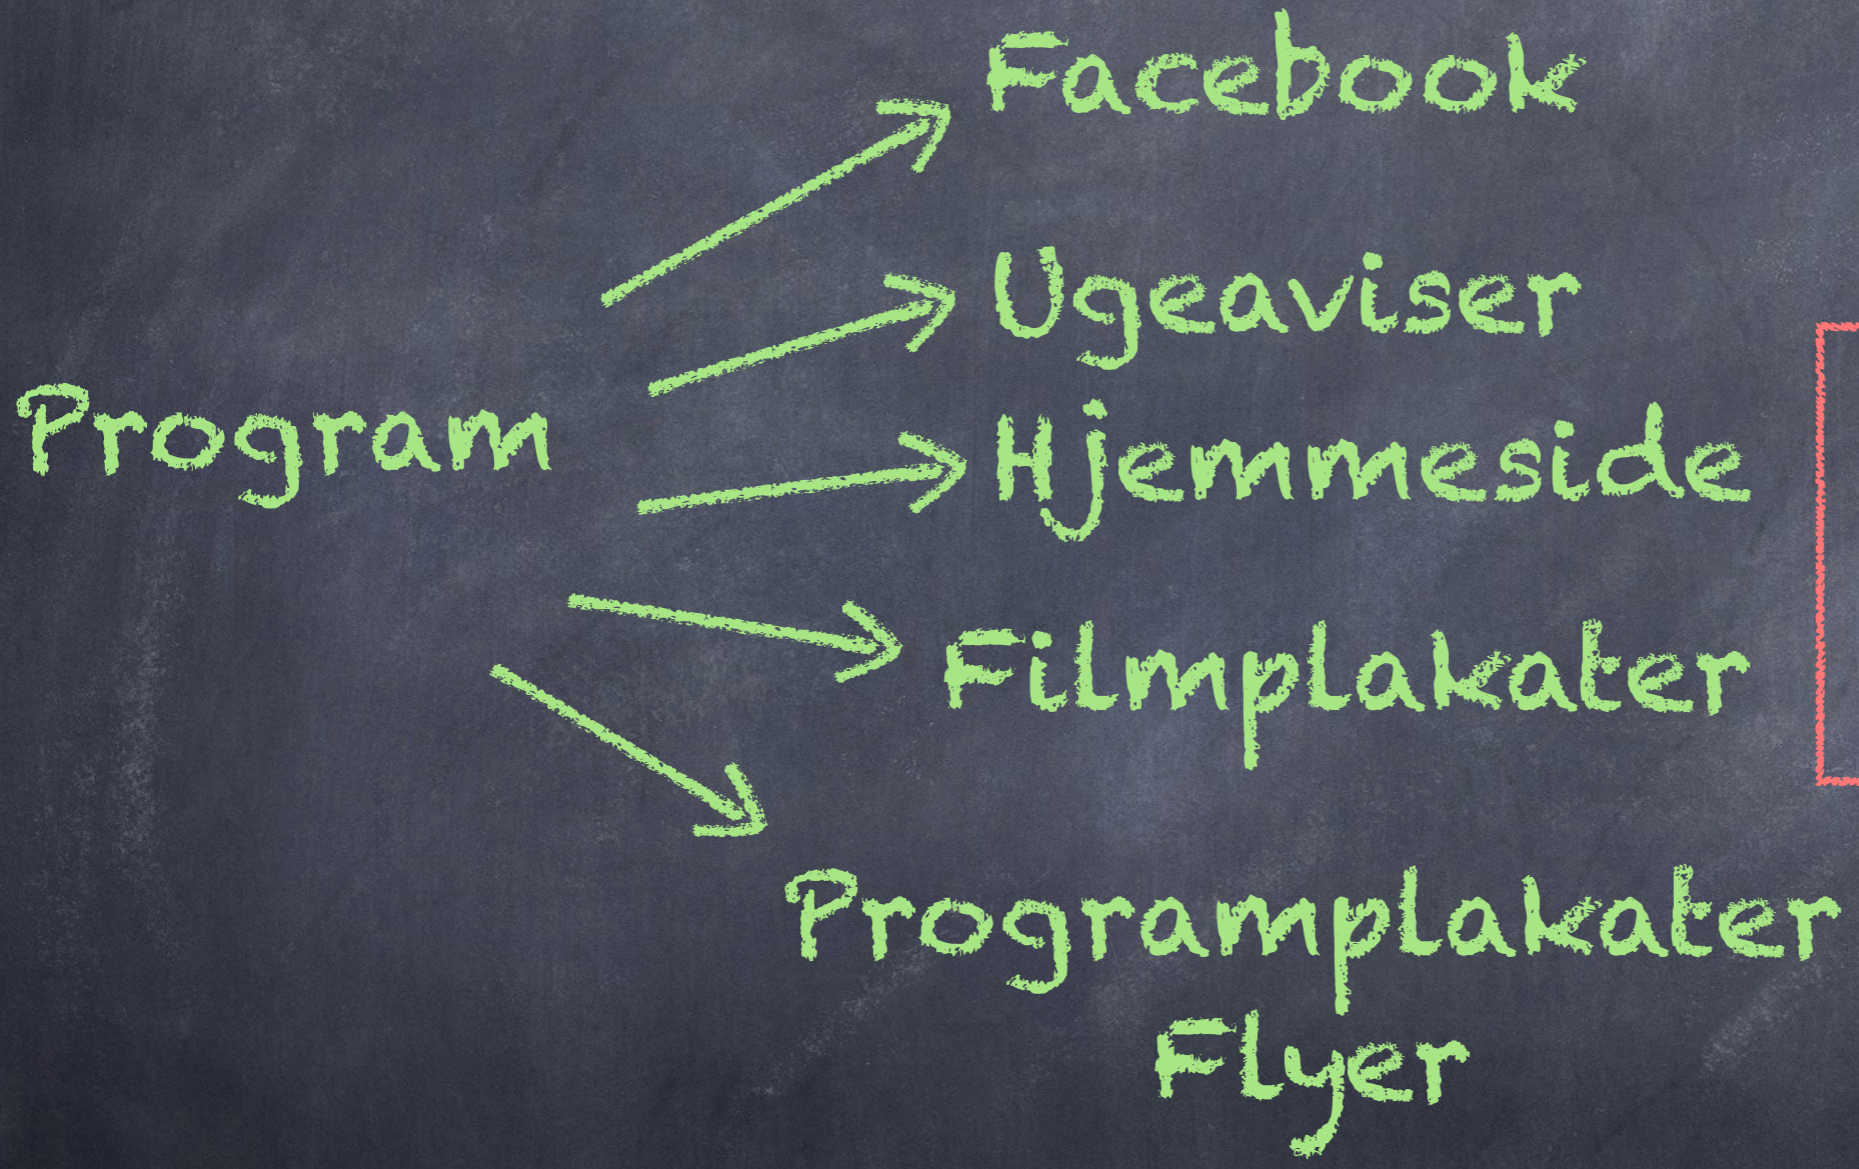 Facebook
Ugeaviser
Program
Hjemmeside
Filmplakater
Programplakater
Flyer